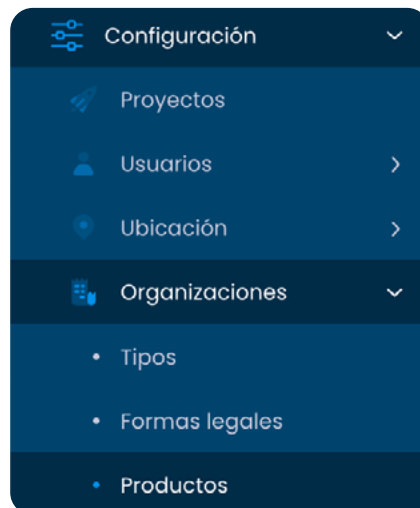 Configuración
Proyectos
Usuarios
Ubicación
Organizaciones
Tipos
Formas legales
Productos